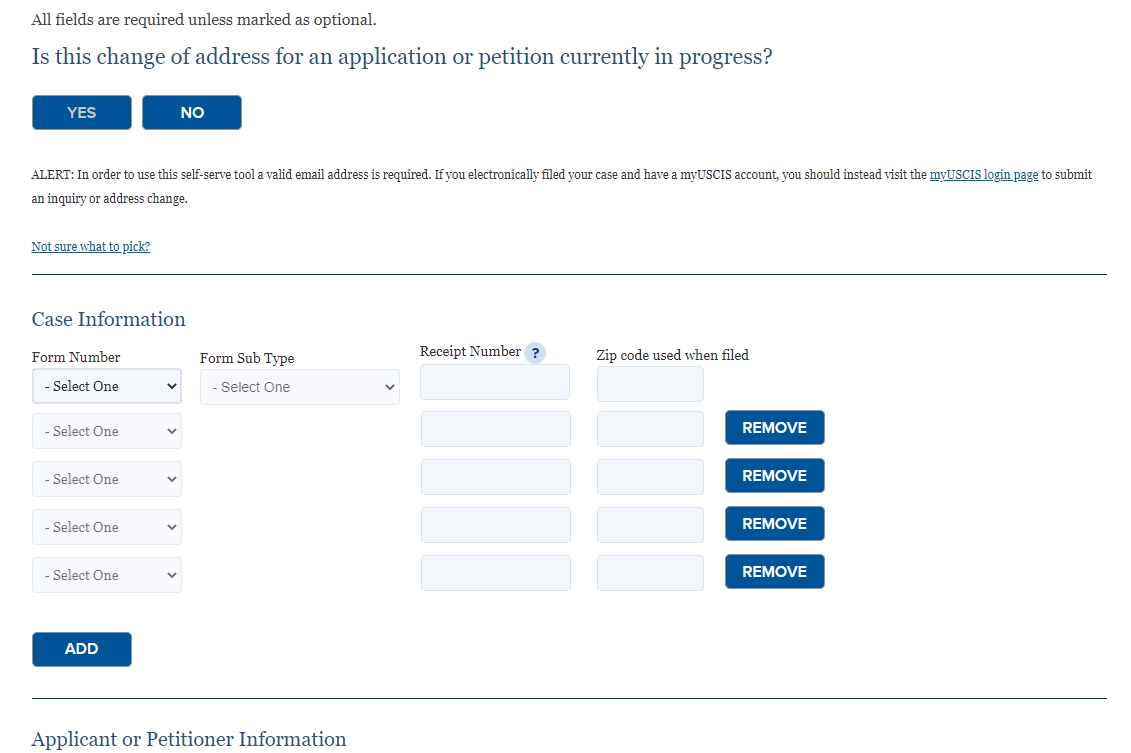 All fields are required unless marked as optional.
Is this change of address for an application or petition currently in progress?
YES NO
ALERT: In order to use this self-serve tool a valid email address is required. If you electronically filed your case and have a myUSCIS account, you should instead visit the myUSCIS login page to submit
an inquiry or address change.
Not sure what to pick?
Case Information
Form Number Form Sub Type Receipt Number ? Zip code used when filed
- Select One - Select One
- Select One REMOVE
- Select One REMOVE
- Select One REMOVE
- Select One REMOVE
ADD
Applicant or Petitioner Information